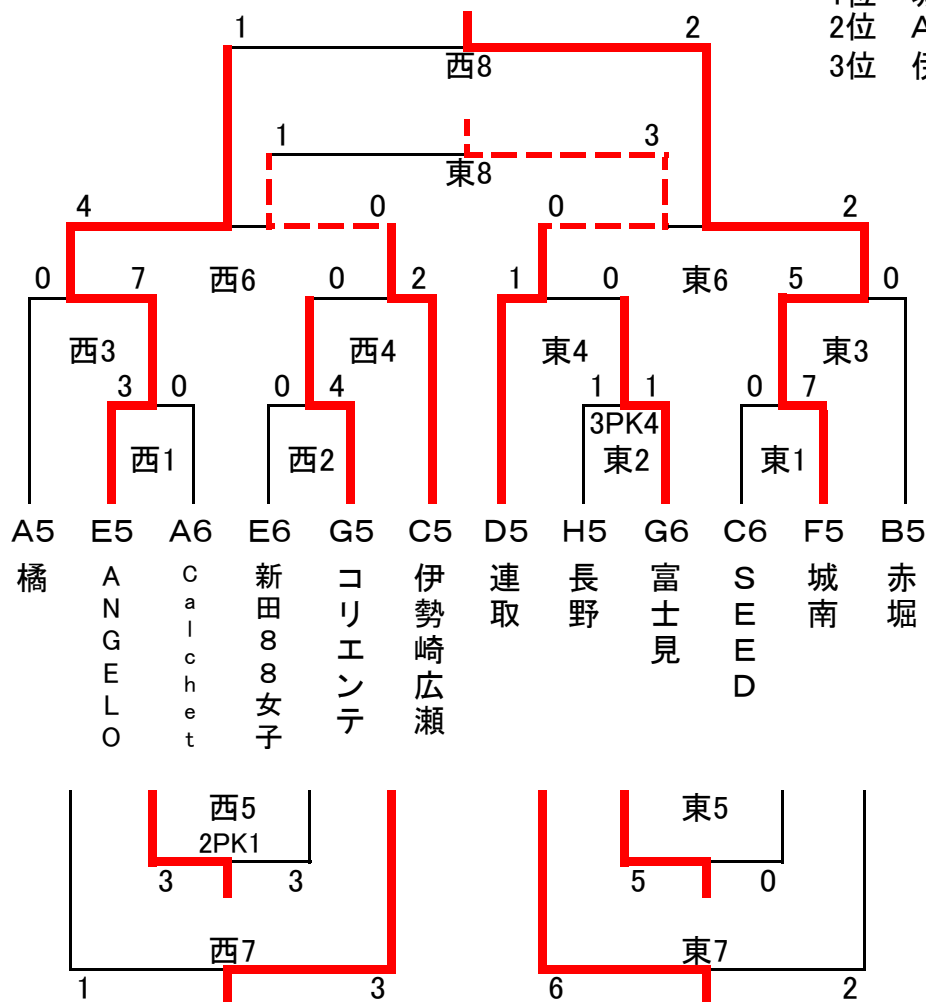 1位
2位 A
3位 伊
1 2
西8
1 3
東8
4 0 0 2
0 7 西6 0 2 1 0 東6 5 0
西3 西4 東4 東3
3 0 0 4 1 1 0 7
3PK4
西1 西2 東2 東1
A5 E5 A6 E6 G5 C5 D5 H5 G6 C6 F5 B5
橘
ANGELO
Calchet
新田88女子
コリエンテ
伊勢崎広瀬
連取
長野
富士見
SEED
城南
赤堀
西5 東5
2PK1
3 3 5 0
西7 東7
1 3 6 2